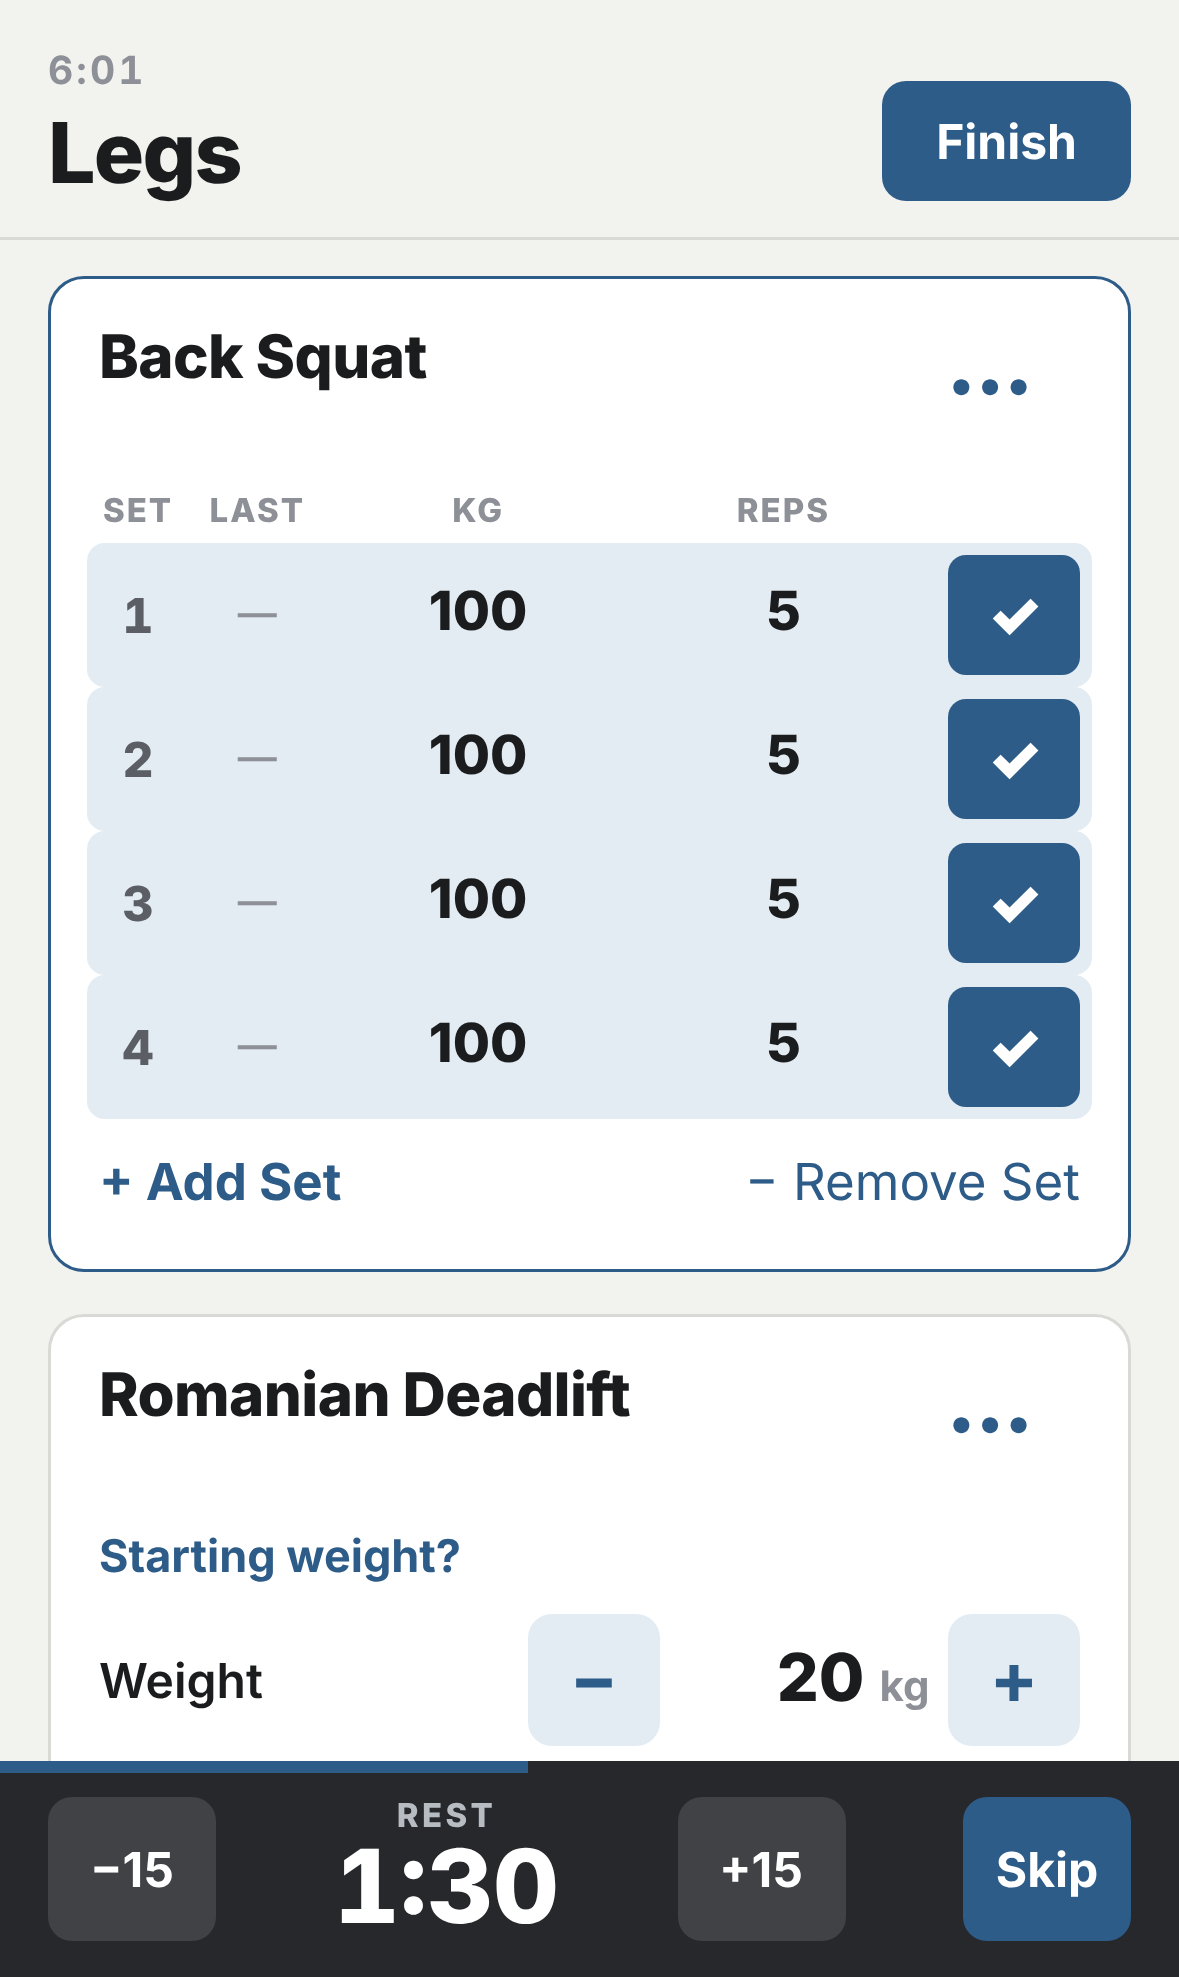 6:01
Legs
Finish
Back Squat
•••
SET LAST KG REPS
1 — 100 5 ✓
2 — 100 5 ✓
3 — 100 5 ✓
4 — 100 5 ✓
+ Add Set − Remove Set
Romanian Deadlift
•••
Starting weight?
Weight − 20 kg +
REST
−15 1:30 +15 Skip